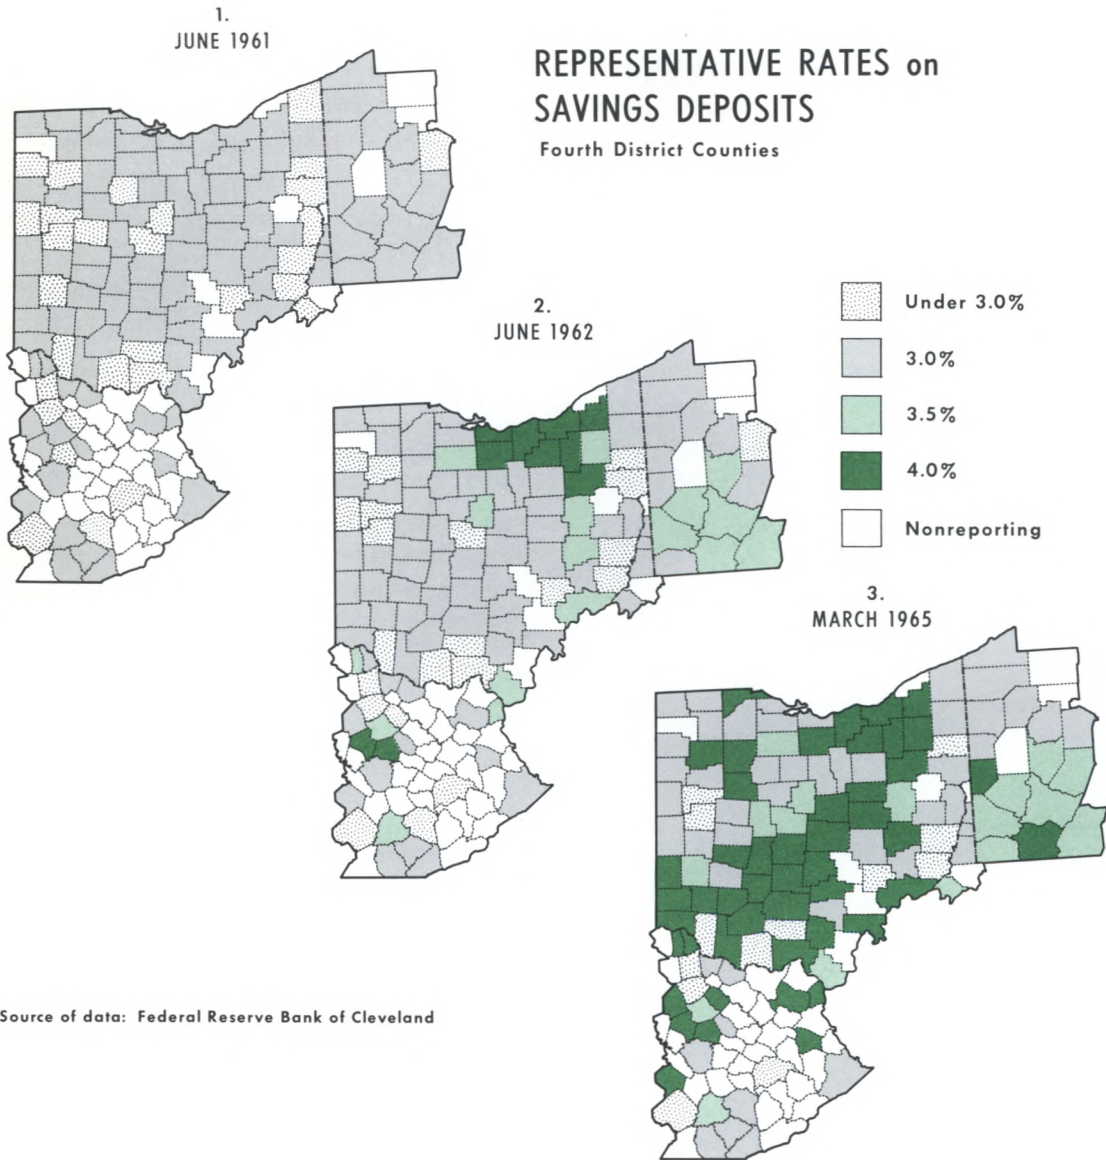 1.
JUNE 1961
REPRESENTATIVE RATES on
SAVINGS DEPOSITS
Fourth District Counties
2.
JUNE 1962
Under 3.0%
3.0%
3.5%
4.0%
Nonreporting
3.
MARCH 1965
Source of data: Federal Reserve Bank of Cleveland